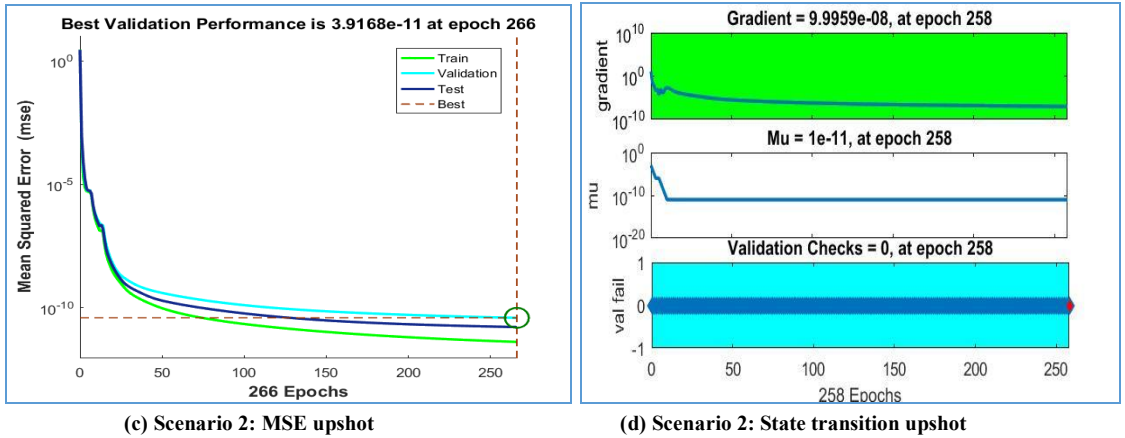 Best Validation Performance is 3.9168e-11 at epoch 266
Mean Squared Error (mse)
10^0
10^-5
10^-10
Train
Validation
Test
Best
0 50 100 150 200 250
266 Epochs
(c) Scenario 2: MSE upshot
Gradient = 9.9959e-08, at epoch 258
gradient
10^10
10^0
10^-10
Mu = 1e-11, at epoch 258
mu
10^0
10^-10
10^-20
Validation Checks = 0, at epoch 258
val fail
1
0
-1
0 50 100 150 200 250
258 Epochs
(d) Scenario 2: State transition upshot